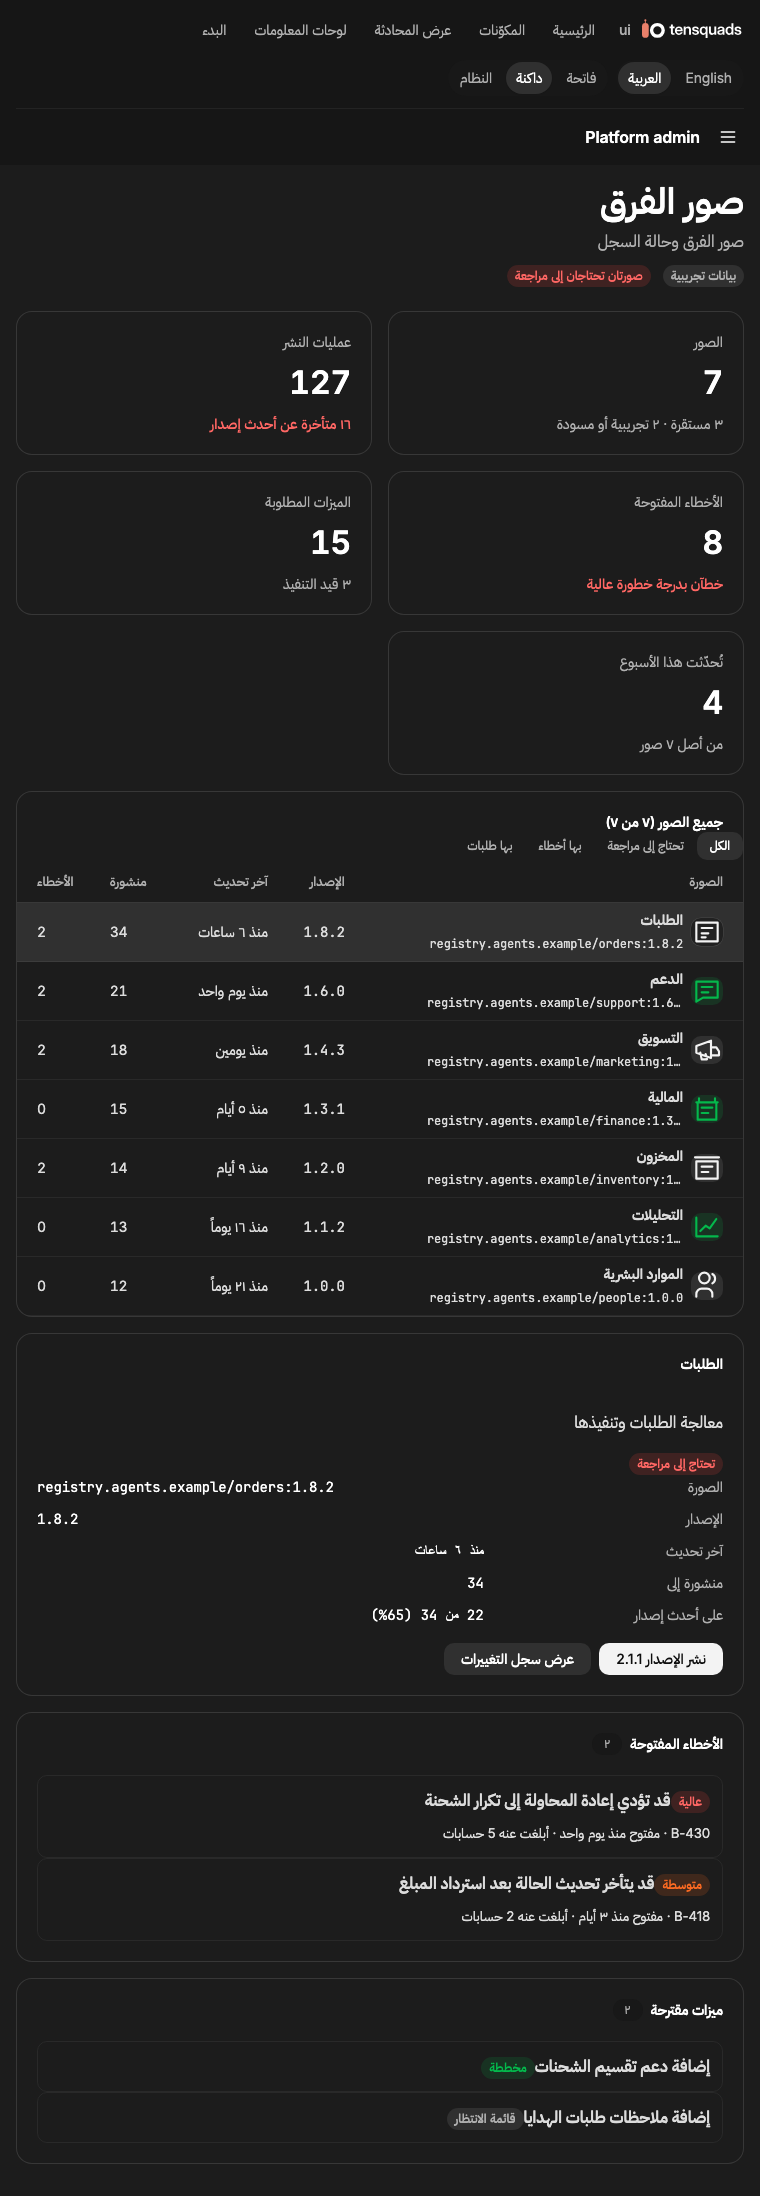 tensquads ui الرئيسية المكوّنات عرض المحادثة لوحات المعلومات البدء
English العربية فاتحة داكنة النظام
Platform admin
صور الفرق
صور الفرق وحالة السجل
بيانات تجريبية صورتان تحتاجان إلى مراجعة
الصور
7
٣ مستقرة · ٢ تجريبية أو مسودة
عمليات النشر
127
١٦ متأخرة عن أحدث إصدار
الأخطاء المفتوحة
8
خطآن بدرجة خطورة عالية
الميزات المطلوبة
15
٣ قيد التنفيذ
تُحدّثت هذا الأسبوع
4
من أصل ٧ صور
جميع الصور (٧ من ٧)
الكل تحتاج إلى مراجعة بها أخطاء بها طلبات
الصورة الإصدار آخر تحديث منشورة الأخطاء
الطلبات
registry.agents.example/orders:1.8.2 1.8.2 منذ ٦ ساعات 34 2
الدعم
registry.agents.example/support:1.6… 1.6.0 منذ يوم واحد 21 2
التسويق
registry.agents.example/marketing:1… 1.4.3 منذ يومين 18 2
المالية
registry.agents.example/finance:1.3… 1.3.1 منذ ٥ أيام 15 0
المخزون
registry.agents.example/inventory:1… 1.2.0 منذ ٩ أيام 14 2
التحليلات
registry.agents.example/analytics:1… 1.1.2 منذ ١٦ يوماً 13 0
الموارد البشرية
registry.agents.example/people:1.0.0 1.0.0 منذ ٢١ يوماً 12 0
الطلبات
معالجة الطلبات وتنفيذها
تحتاج إلى مراجعة
الصورة registry.agents.example/orders:1.8.2
الإصدار 1.8.2
آخر تحديث منذ ٦ ساعات
منشورة إلى 34
على أحدث إصدار 22 من 34 (65%)
نشر الإصدار 2.1.1 عرض سجل التغييرات
الأخطاء المفتوحة ٢
عالية قد تؤدي إعادة المحاولة إلى تكرار الشحنة
B-430 · مفتوح منذ يوم واحد · أبلغت عنه 5 حسابات
متوسطة قد يتأخر تحديث الحالة بعد استرداد المبلغ
B-418 · مفتوح منذ ٣ أيام · أبلغت عنه 2 حسابات
ميزات مقترحة ٢
إضافة دعم تقسيم الشحنات مخططة
إضافة ملاحظات طلبات الهدايا قائمة الانتظار